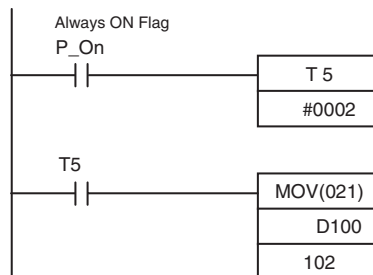 Always ON Flag
P_On
T 5
#0002
T5
MOV(021)
D100
102